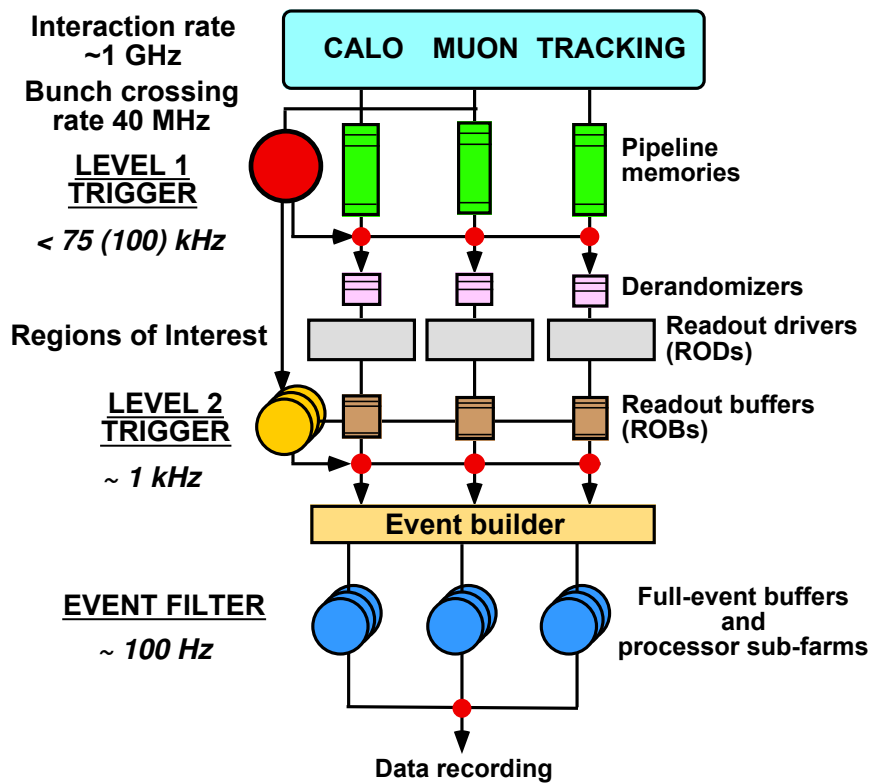 Interaction rate
~1 GHz
CALO MUON TRACKING
Bunch crossing
rate 40 MHz
LEVEL 1
TRIGGER
< 75 (100) kHz
Pipeline
memories
Derandomizers
Regions of Interest
Readout drivers
(RODs)
LEVEL 2
TRIGGER
~ 1 kHz
Readout buffers
(ROBs)
Event builder
EVENT FILTER
~ 100 Hz
Full-event buffers
and
processor sub-farms
Data recording